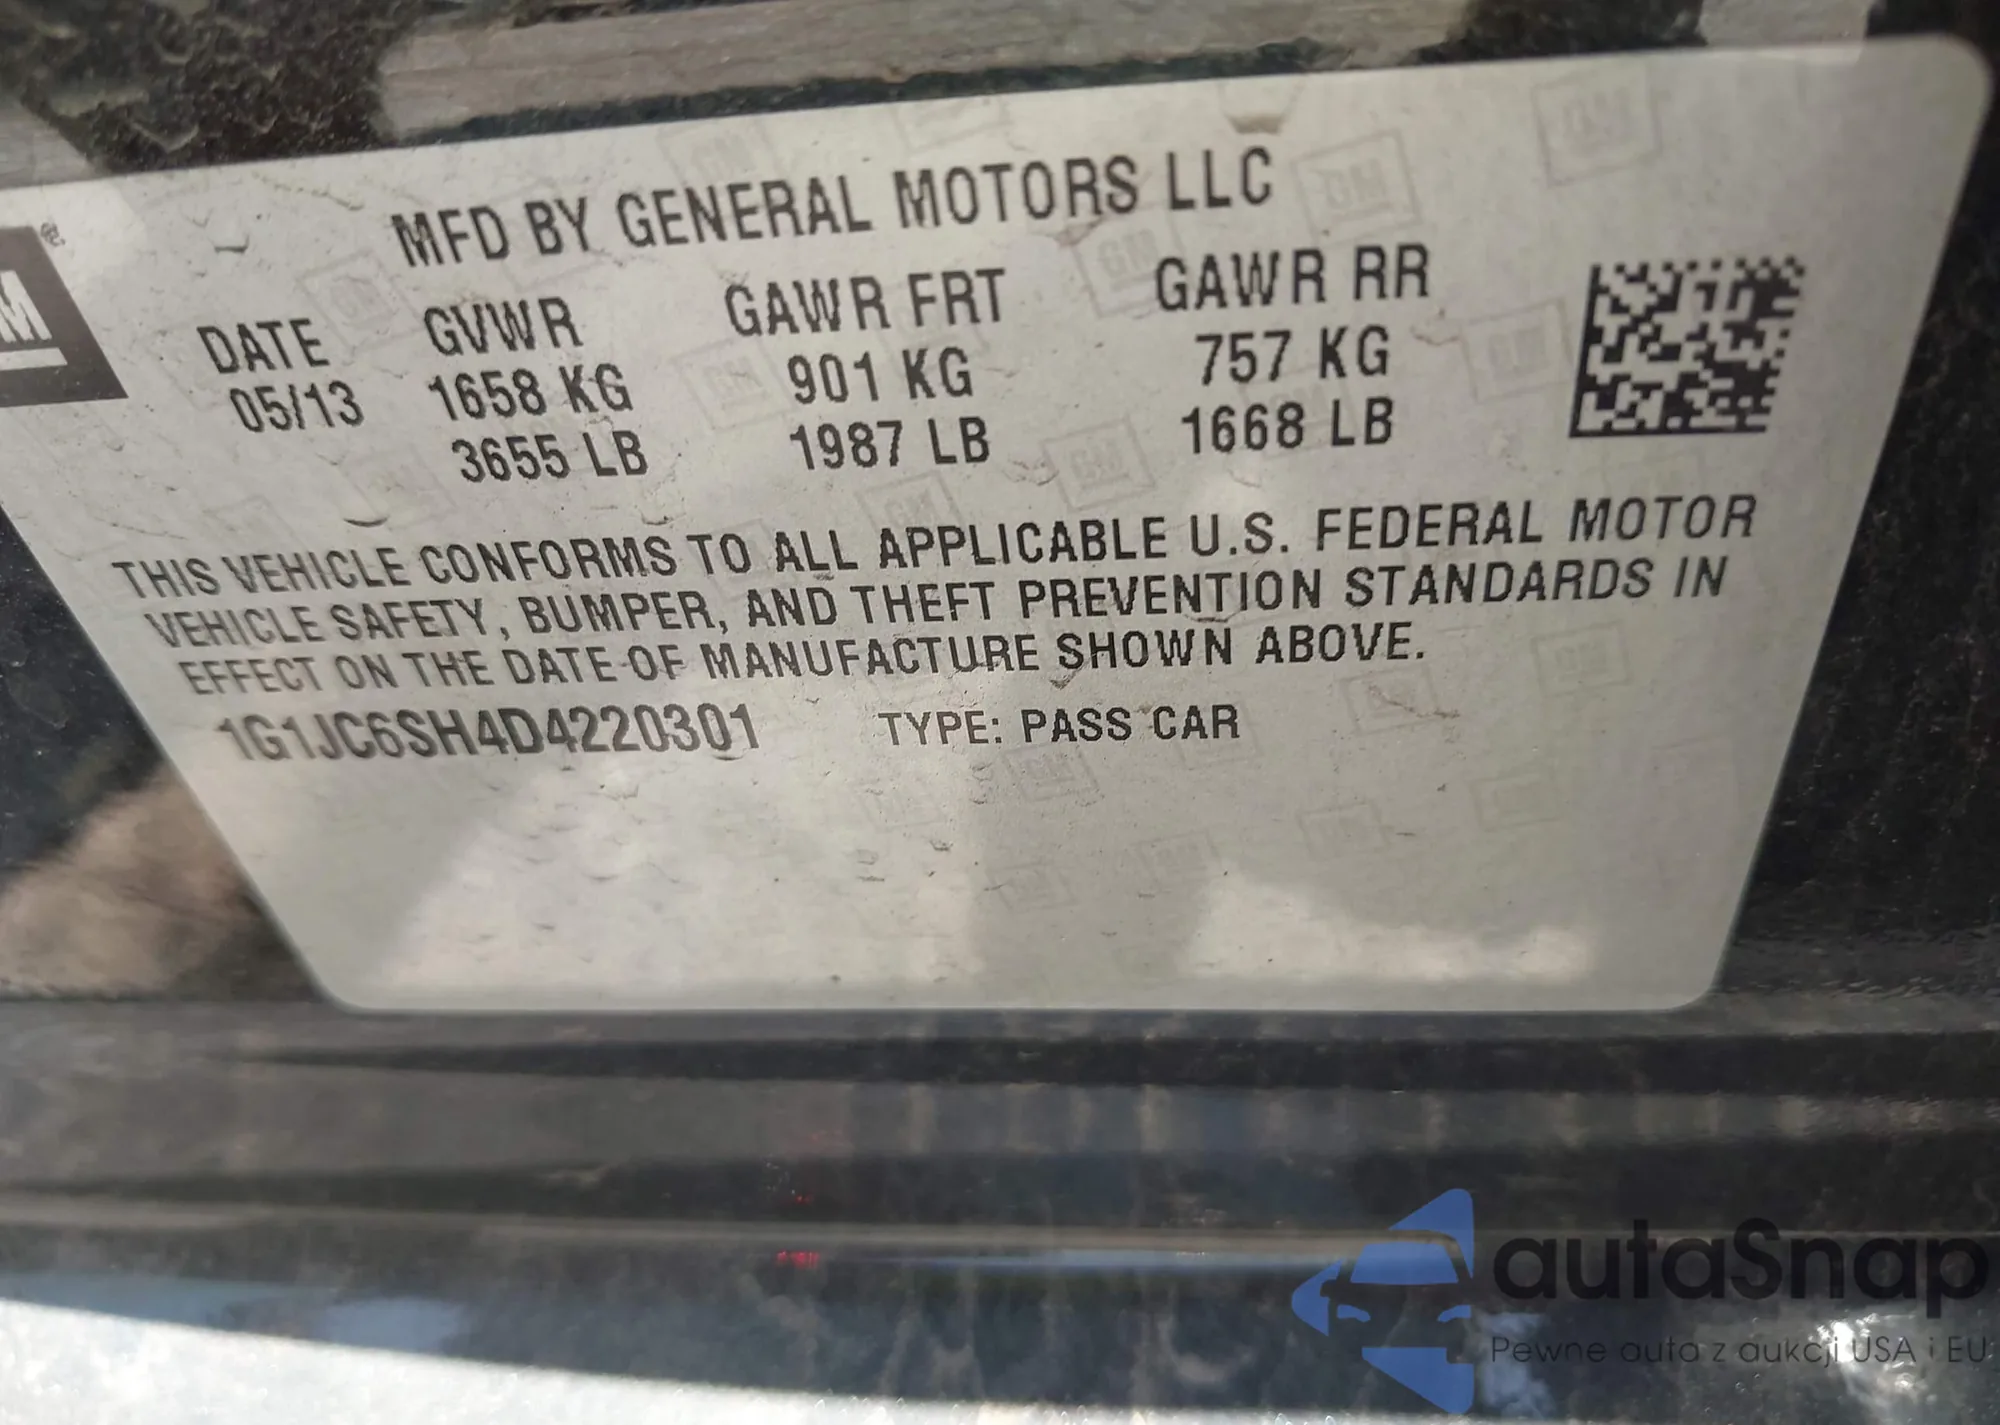 MFD BY GENERAL MOTORS LLC
DATE GVWR GAWR FRT GAWR RR
05/13 1658 KG 901 KG 757 KG
3655 LB 1987 LB 1668 LB
THIS VEHICLE CONFORMS TO ALL APPLICABLE U.S. FEDERAL MOTOR
VEHICLE SAFETY, BUMPER, AND THEFT PREVENTION STANDARDS IN
EFFECT ON THE DATE OF MANUFACTURE SHOWN ABOVE.
1G1JC6SH4D4220301 TYPE: PASS CAR
autaSnap
Pewne auta z aukcji USA i EU